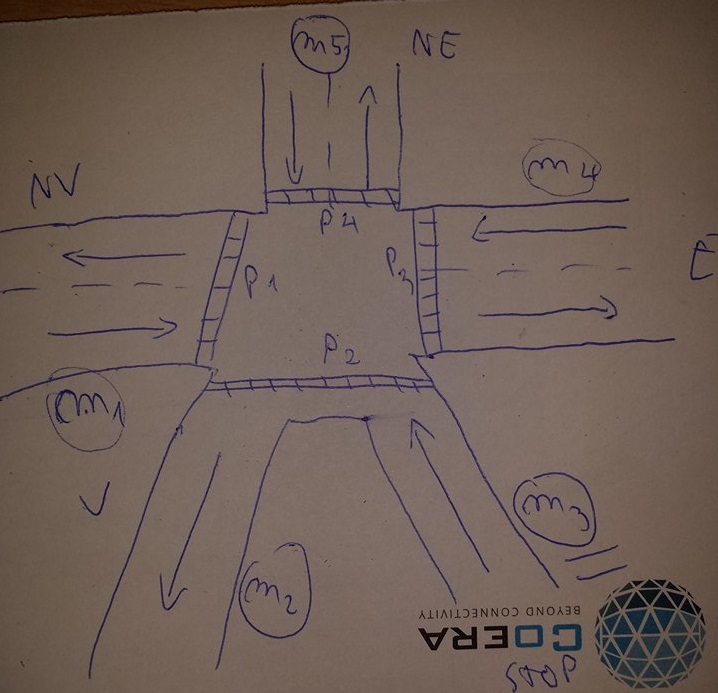 m5 NE
NV
m4
P4
P1
P3
E
P2
m1
V
m3
m2
BEYOND CONNECTIVITY
COERA
STOP